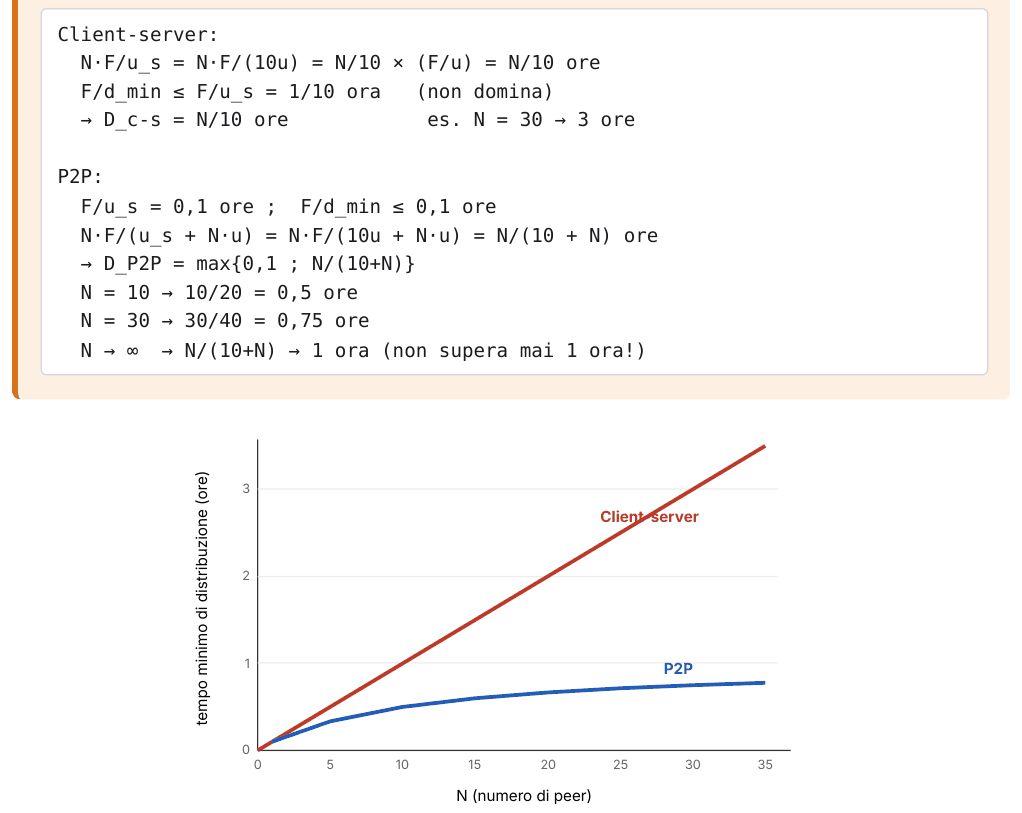 Client-server:
  N·F/u_s = N·F/(10u) = N/10 × (F/u) = N/10 ore
  F/d_min ≤ F/u_s = 1/10 ora   (non domina)
  → D_c-s = N/10 ore            es. N = 30 → 3 ore

P2P:
  F/u_s = 0,1 ore ;  F/d_min ≤ 0,1 ore
  N·F/(u_s + N·u) = N·F/(10u + N·u) = N/(10 + N) ore
  → D_P2P = max{0,1 ; N/(10+N)}
  N = 10 → 10/20 = 0,5 ore
  N = 30 → 30/40 = 0,75 ore
  N → ∞  → N/(10+N) → 1 ora (non supera mai 1 ora!)
tempo minimo di distribuzione (ore)
3
Client-server
2
1
P2P
0
0 5 10 15 20 25 30 35
N (numero di peer)